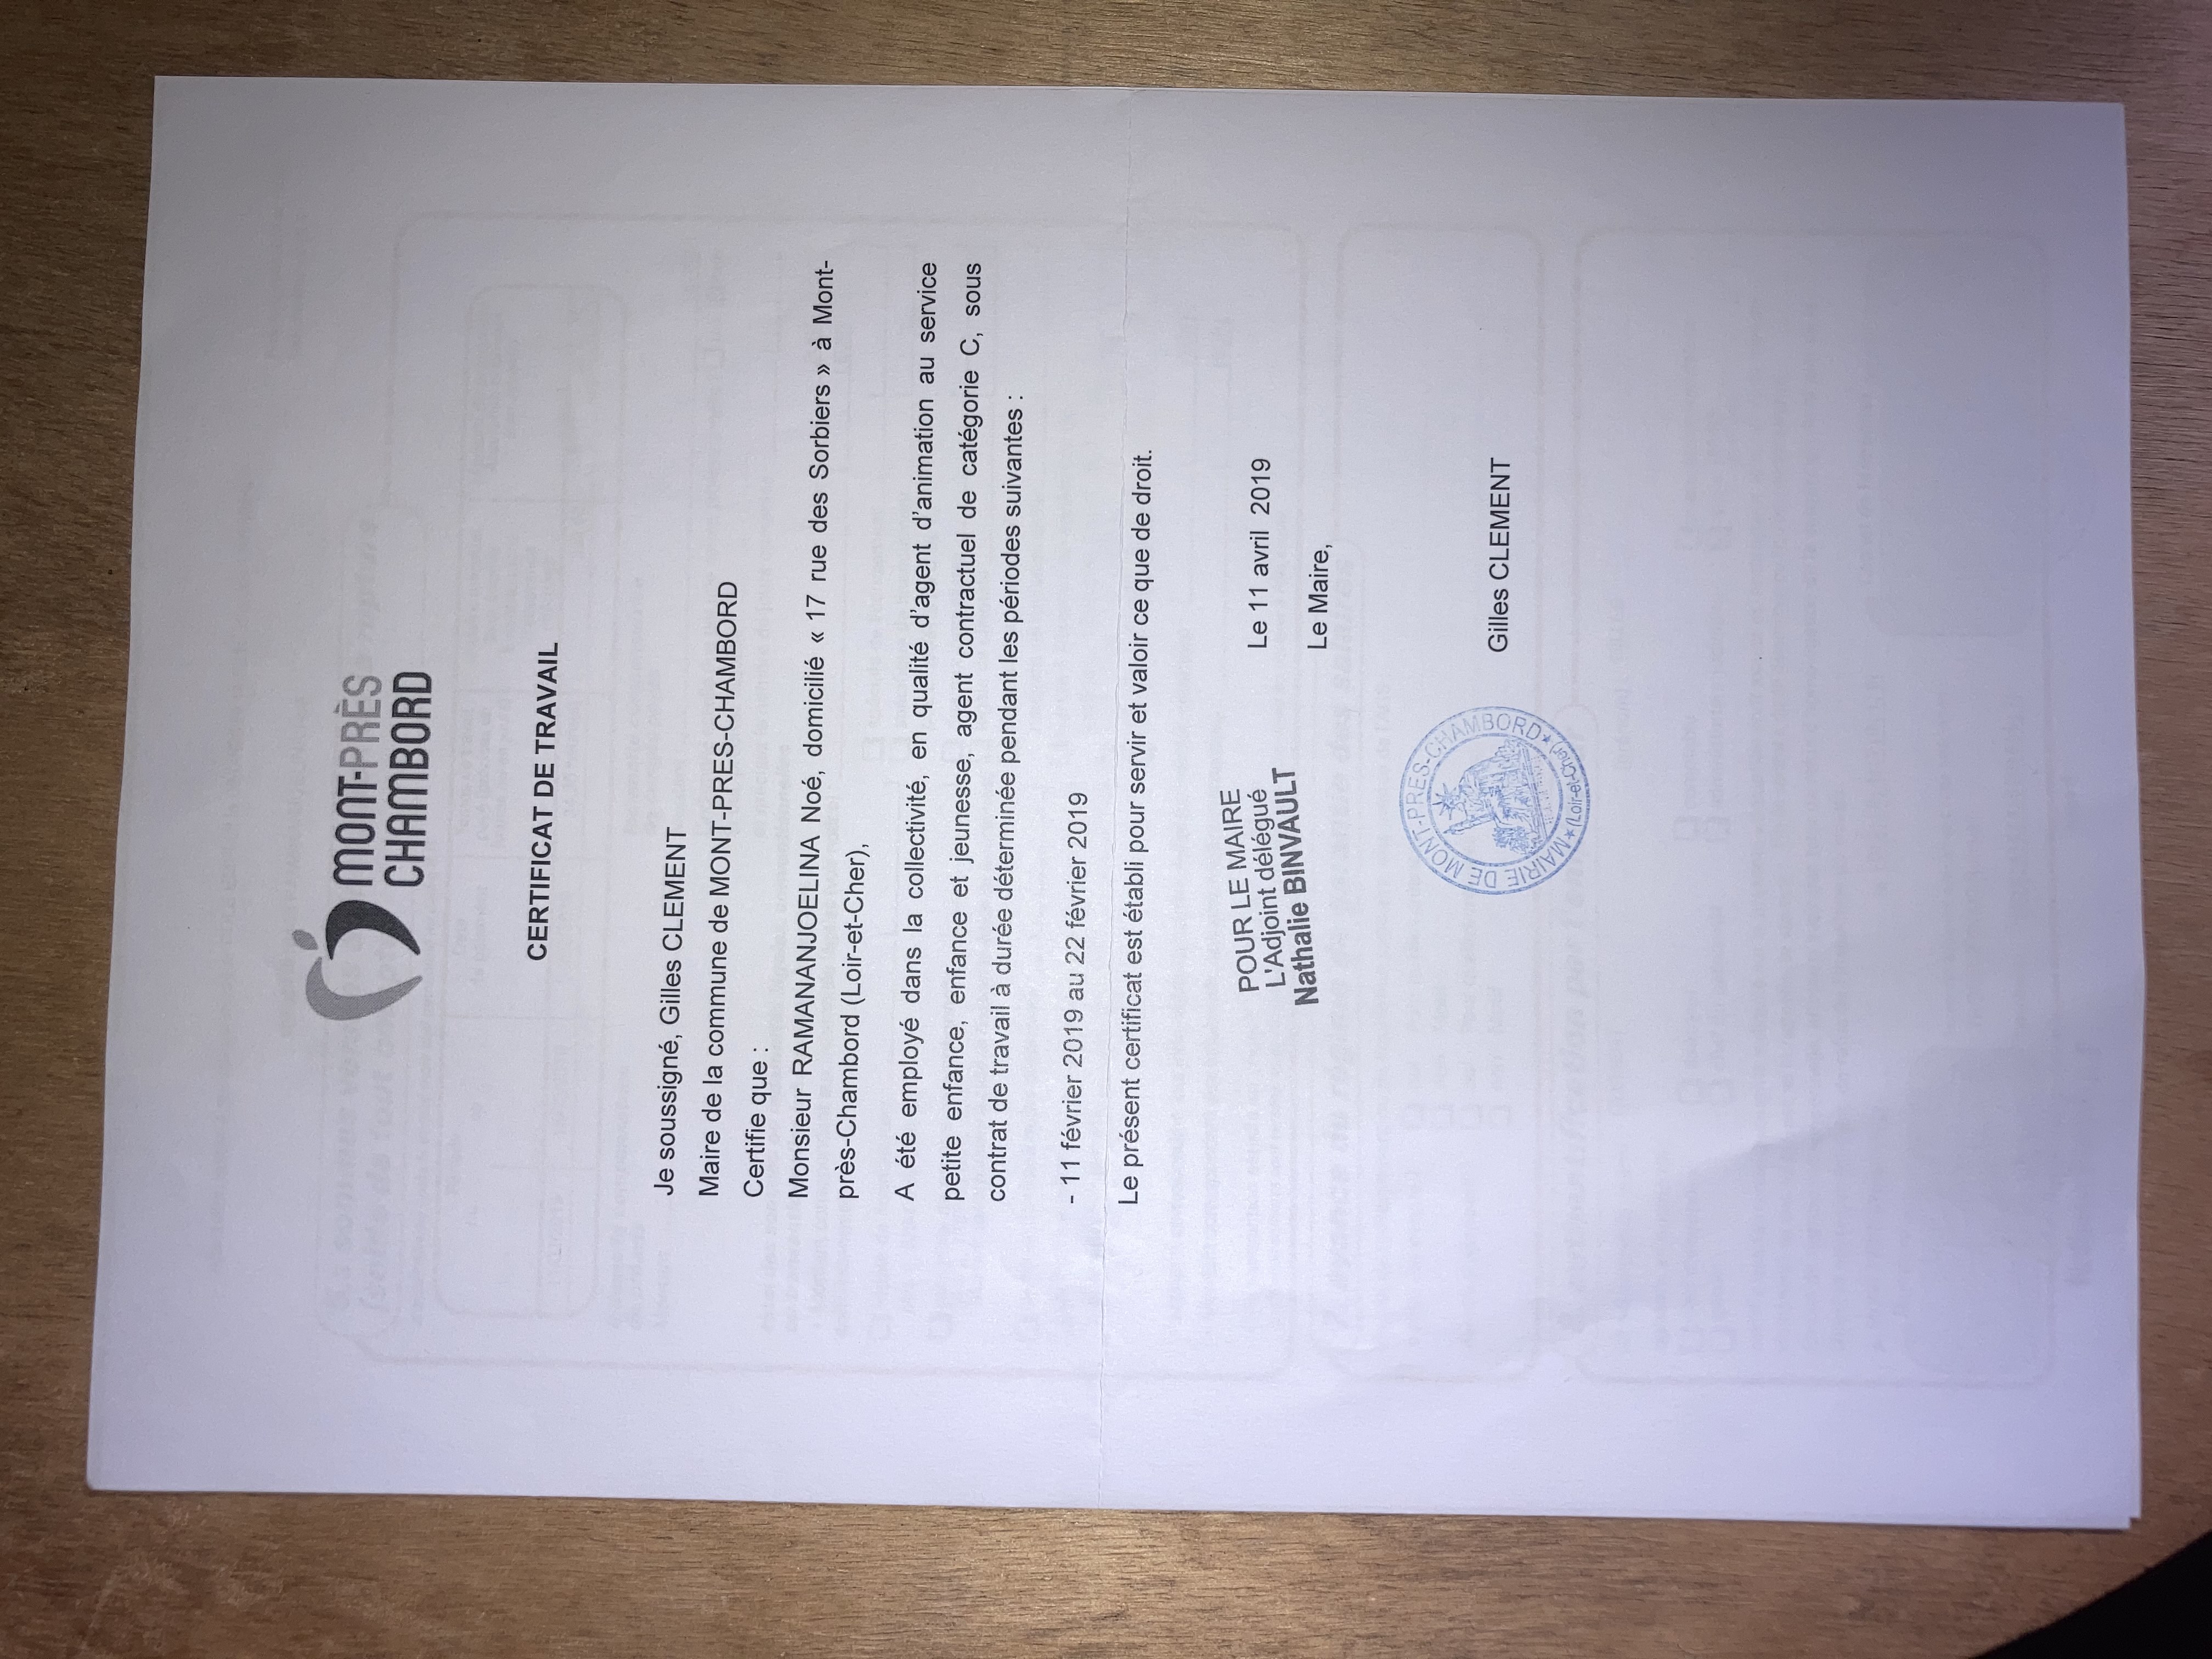 MONT-PRÈS
CHAMBORD
CERTIFICAT DE TRAVAIL
Je soussigné, Gilles CLEMENT
Maire de la commune de MONT-PRES-CHAMBORD
Certifie que :
Monsieur RAMANANJOELINA Noé, domicilié « 17 rue des Sorbiers » à Mont-
près-Chambord (Loir-et-Cher),
A été employé dans la collectivité, en qualité d'agent d'animation au service
petite enfance, enfance et jeunesse, agent contractuel de catégorie C, sous
contrat de travail à durée déterminée pendant les périodes suivantes :
- 11 février 2019 au 22 février 2019
Le présent certificat est établi pour servir et valoir ce que de droit.
POUR LE MAIRE
L'Adjoint délégué
Nathalie BINVAULT
Le 11 avril 2019
Le Maire,
MAIRIE DE MONT-PRES-CHAMBORD
(Loir-et-Cher)
Gilles CLEMENT